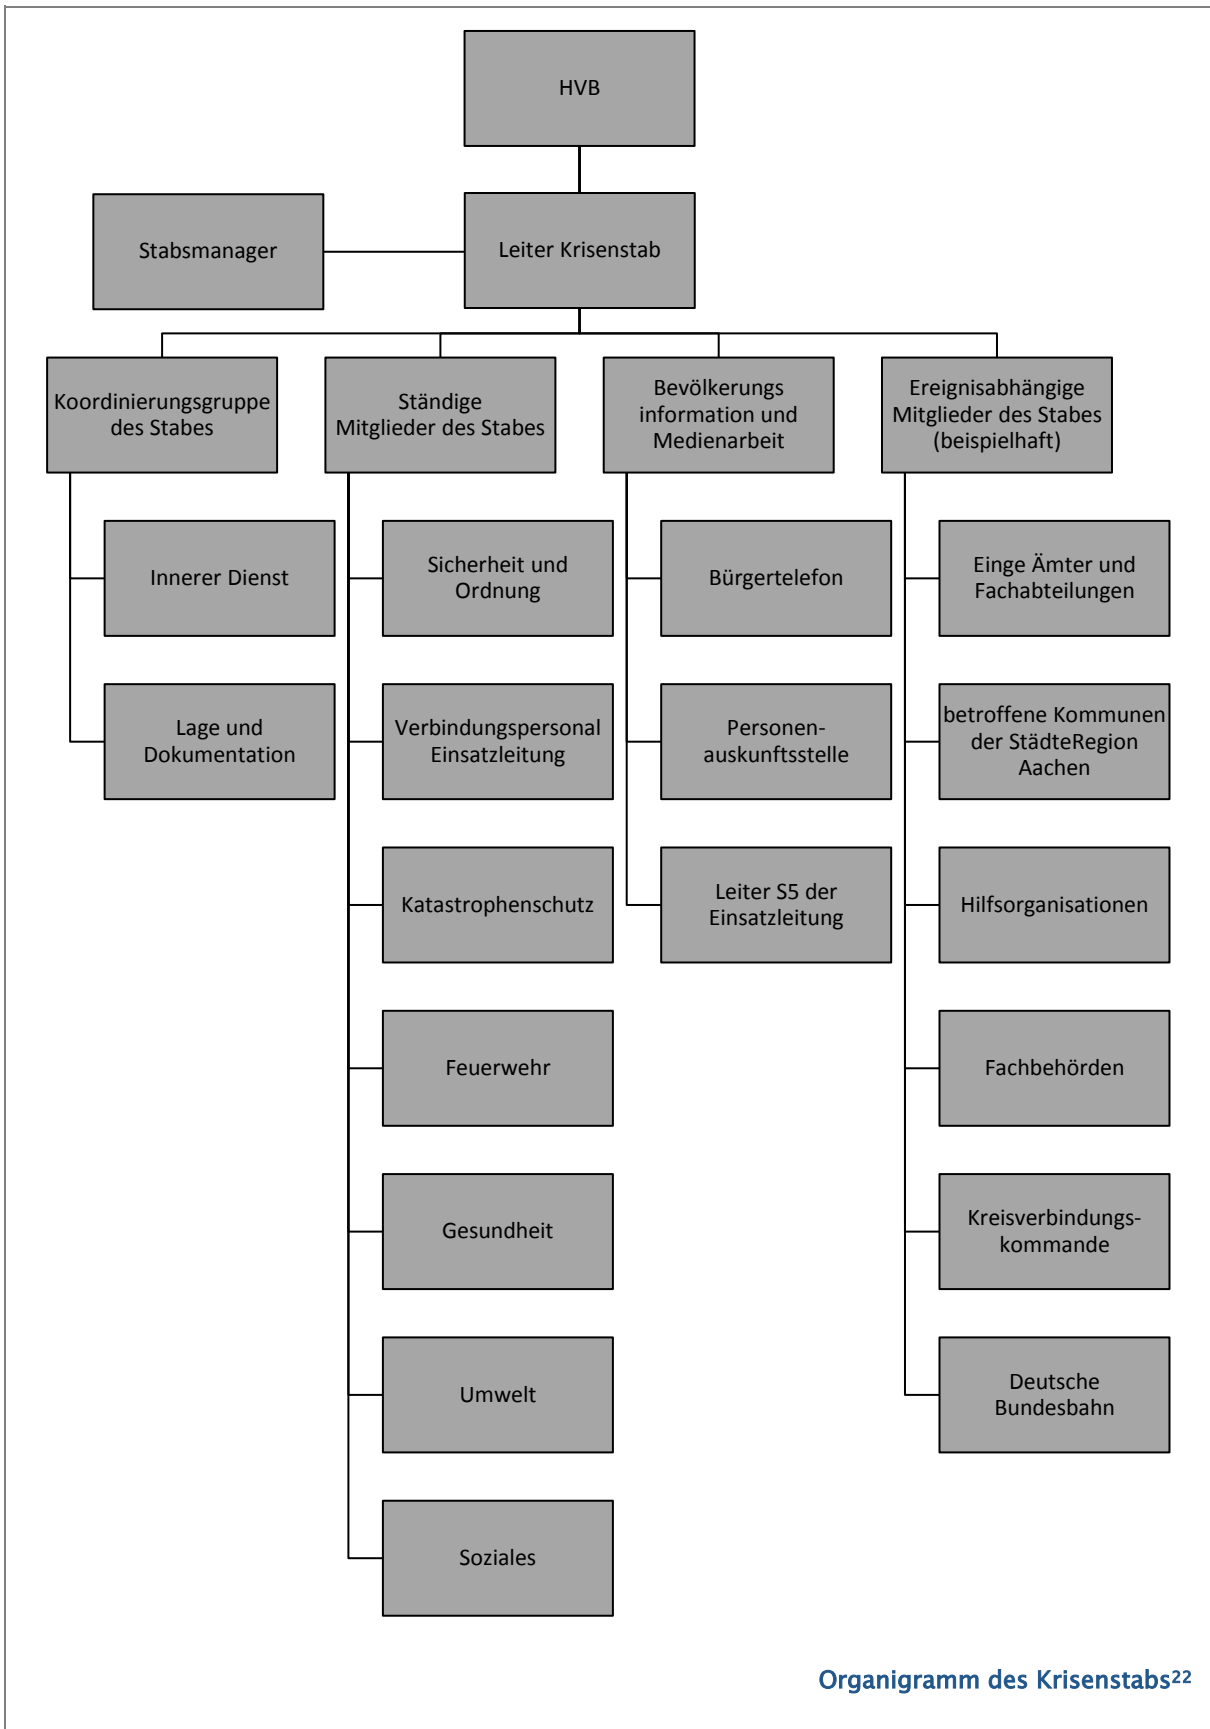 HVB
Stabsmanager
Leiter Krisenstab
Koordinierungsgruppe
des Stabes
Ständige
Mitglieder des Stabes
Bevölkerungs
information und
Medienarbeit
Ereignisabhängige
Mitglieder des Stabes
(beispielhaft)
Innerer Dienst
Lage und
Dokumentation
Sicherheit und
Ordnung
Verbindungspersonal
Einsatzleitung
Katastrophenschutz
Feuerwehr
Gesundheit
Umwelt
Soziales
Bürgertelefon
Personen-
auskunftsstelle
Leiter S5 der
Einsatzleitung
Einge Ämter und
Fachabteilungen
betroffene Kommunen
der StädteRegion
Aachen
Hilfsorganisationen
Fachbehörden
Kreisverbindungs-
kommande
Deutsche
Bundesbahn
Organigramm des Krisenstabs22